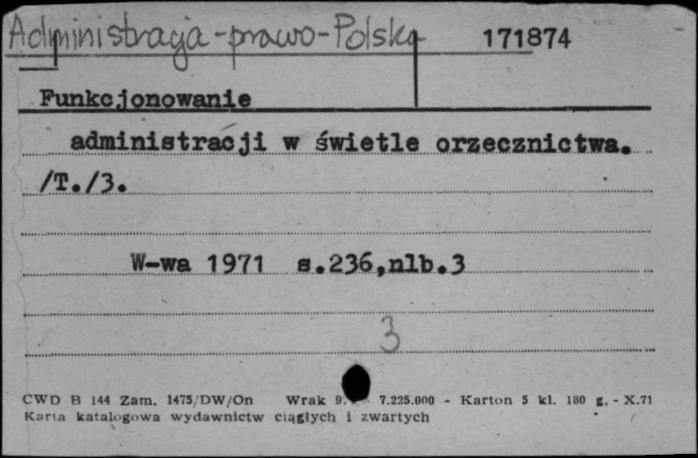 Administracja-prawo-Polska 171874
Funkcjonowanie
administracji w świetle orzecznictwa.
/T./3.
W-wa 1971 s.236,nlb.3
3
CWD B 144 Zam. 1475/DW/On Wrak 7.225.000 - Karton 5 kl. 180 g. - X.71
Karta katalogowa wydawnictw ciągłych i zwartych